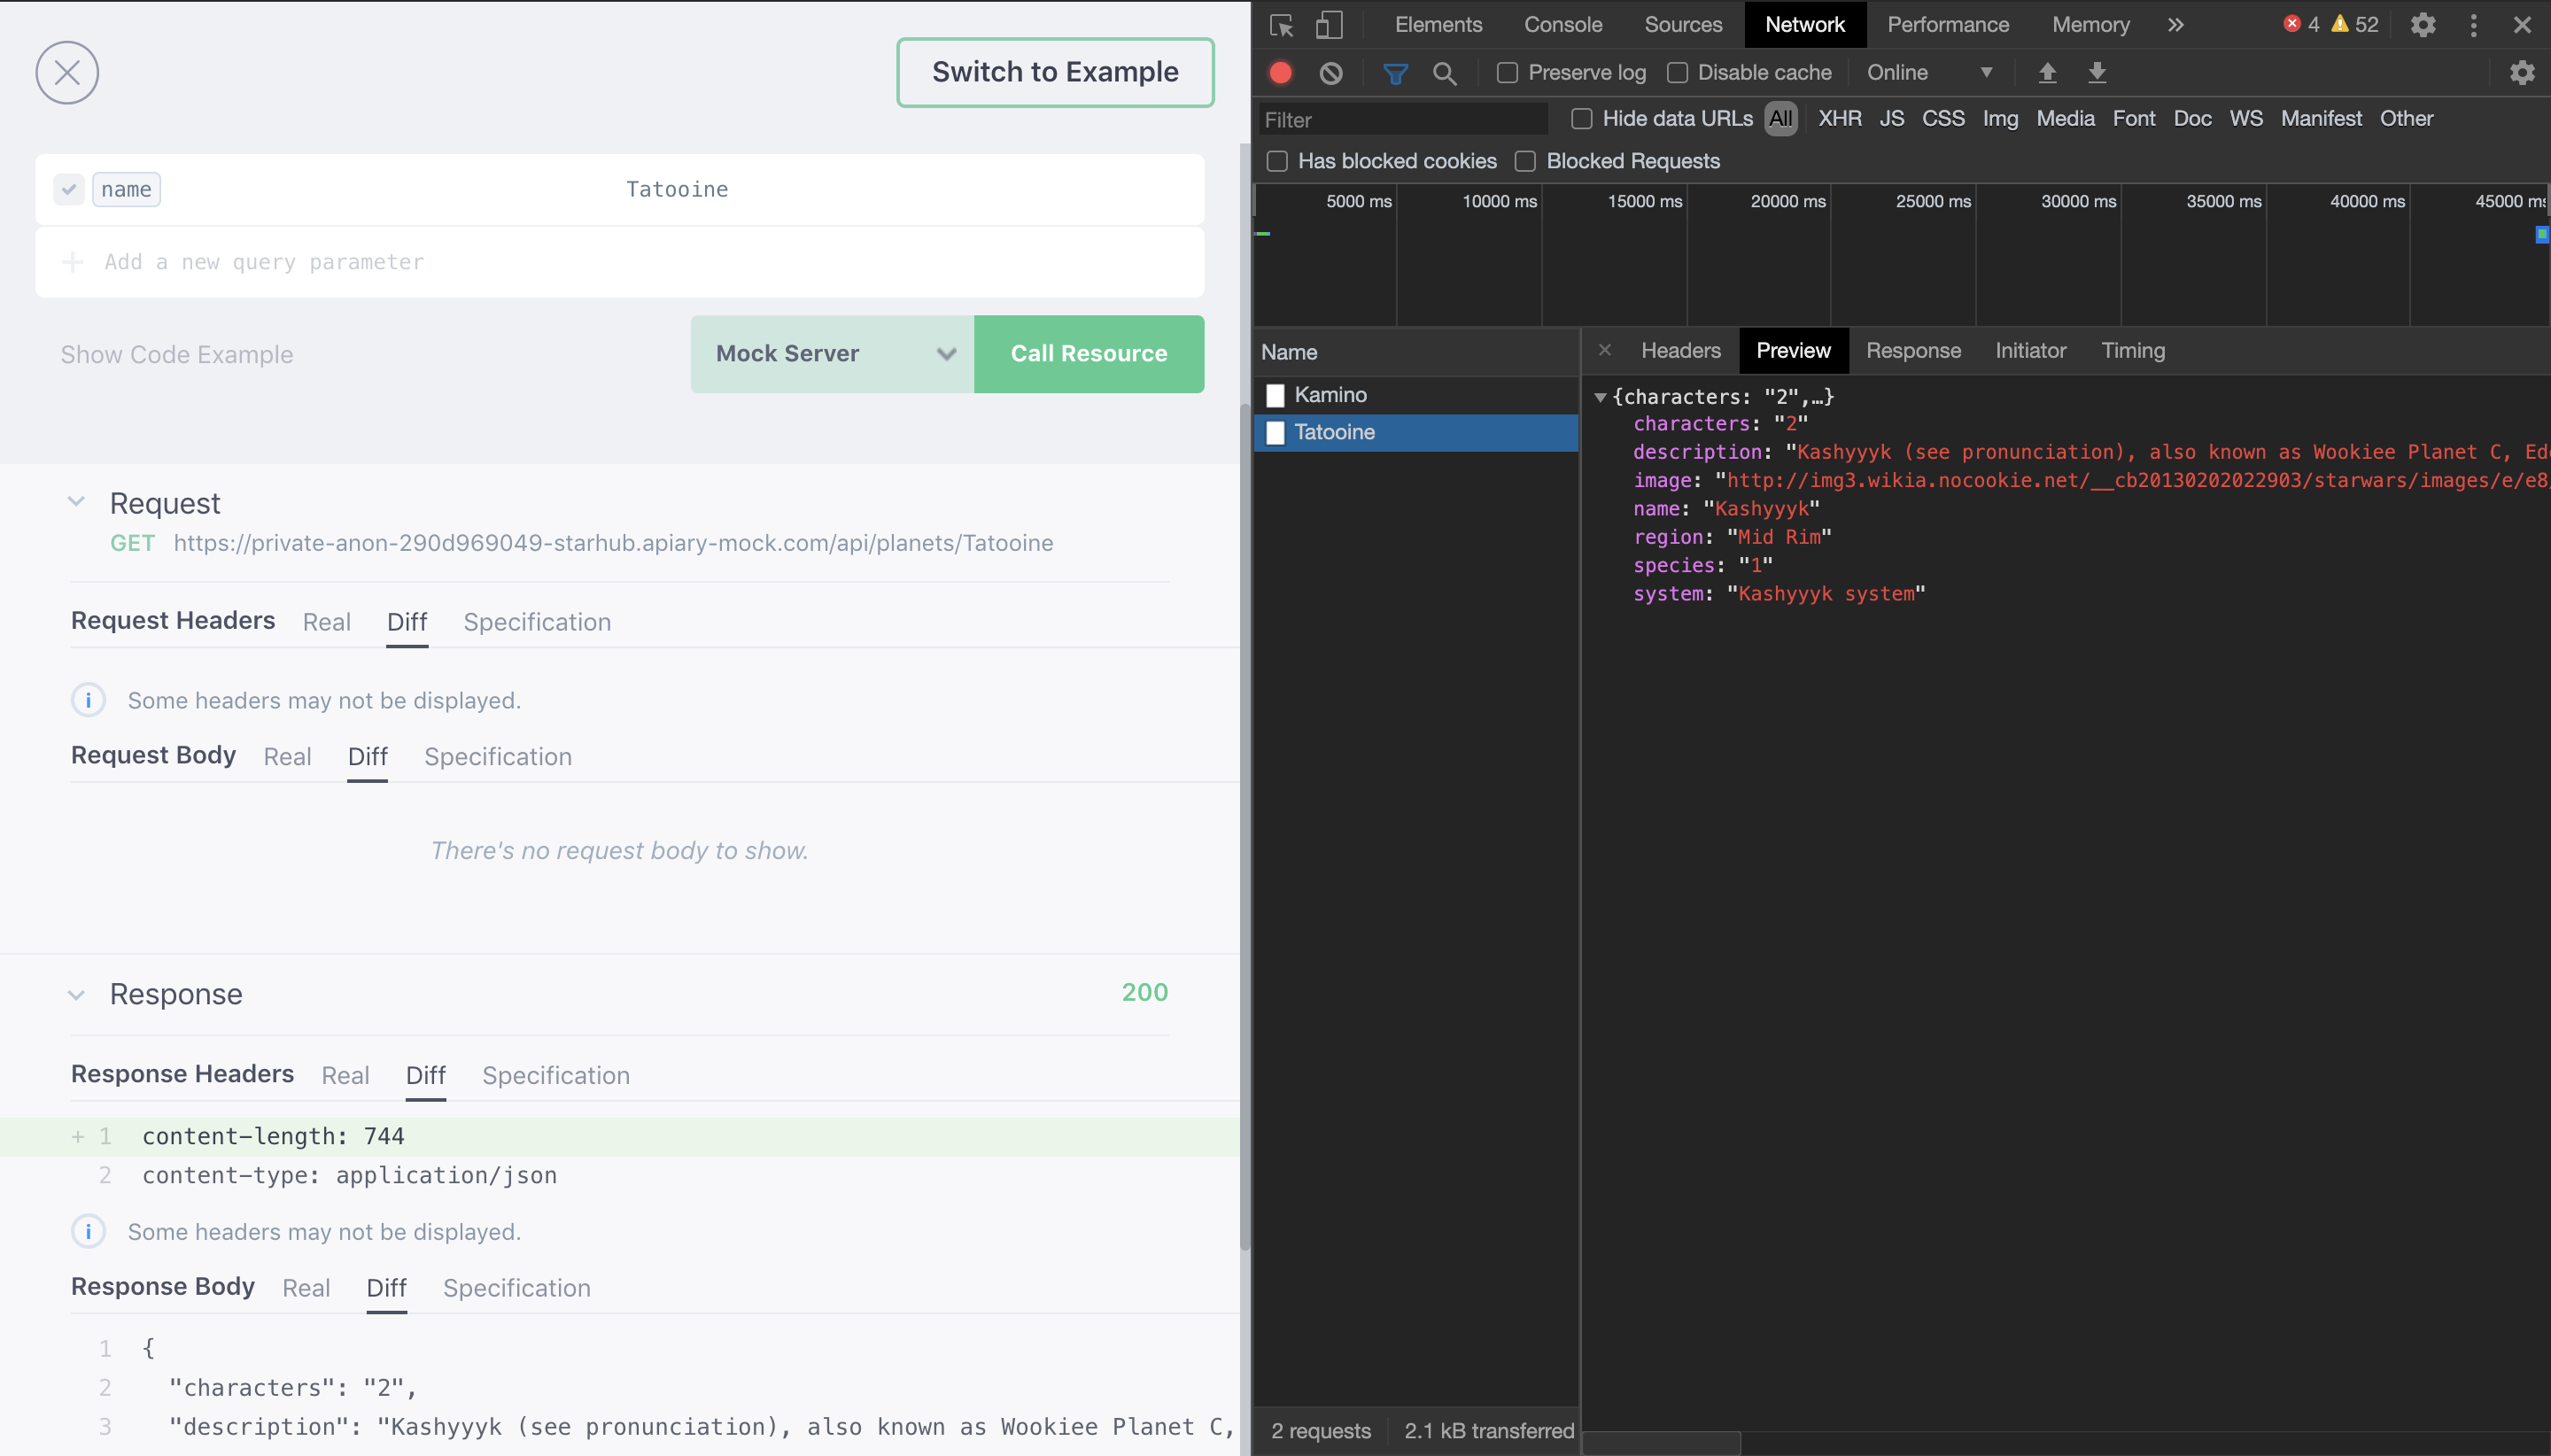 Switch to Example
name
Tatooine
Add a new query parameter
Show Code Example
Mock Server
Call Resource
Request
GET https://private-anon-290d969049-starhub.apiary-mock.com/api/planets/Tatooine
Request Headers Real Diff Specification
Some headers may not be displayed.
Request Body Real Diff Specification
There's no request body to show.
Response 200
Response Headers Real Diff Specification
+ 1 content-length: 744
2 content-type: application/json
Some headers may not be displayed.
Response Body Real Diff Specification
1 {
2 "characters": "2",
3 "description": "Kashyyyk (see pronunciation), also known as Wookiee Planet C,
Elements Console Sources Network Performance Memory 4 52
Preserve log Disable cache Online
Filter Hide data URLs All XHR JS CSS Img Media Font Doc WS Manifest Other
Has blocked cookies Blocked Requests
5000 ms 10000 ms 15000 ms 20000 ms 25000 ms 30000 ms 35000 ms 40000 ms 45000 ms
Name
Kamino
Tatooine
2 requests 2.1 kB transferred
Headers Preview Response Initiator Timing
{characters: "2",…}
characters: "2"
description: "Kashyyyk (see pronunciation), also known as Wookiee Planet C, Ed
image: "http://img3.wikia.nocookie.net/__cb20130202022903/starwars/images/e/e8
name: "Kashyyyk"
region: "Mid Rim"
species: "1"
system: "Kashyyyk system"